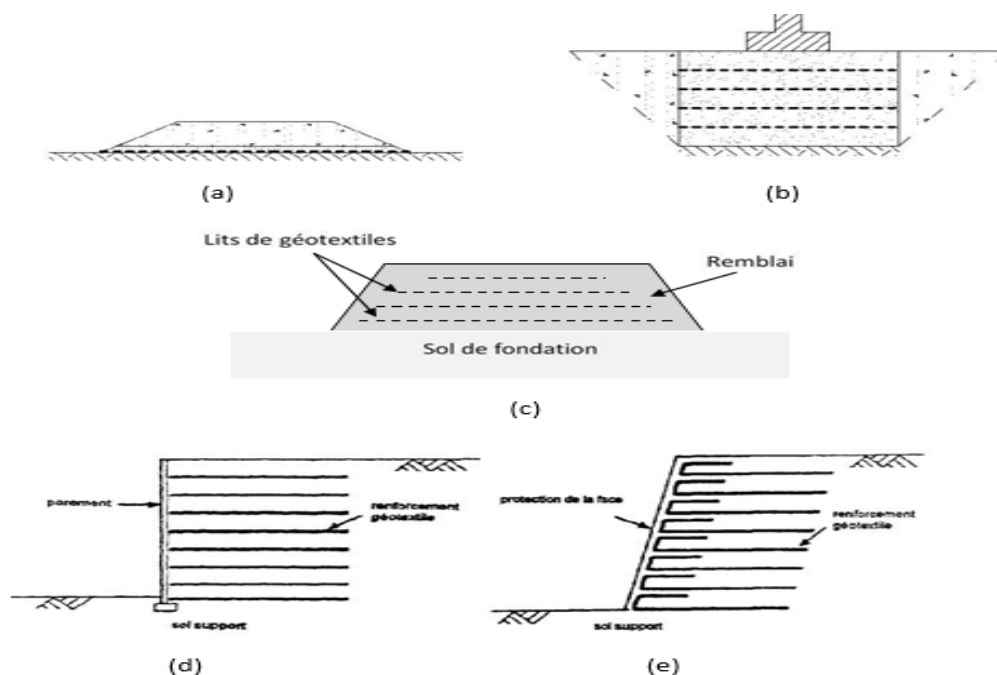 (a)
(b)
Lits de géotextiles
Remblai
Sol de fondation
(c)
parement
renforcement
géotextile
sol support
(d)
protection de la face
renforcement
géotextile
sol support
(e)